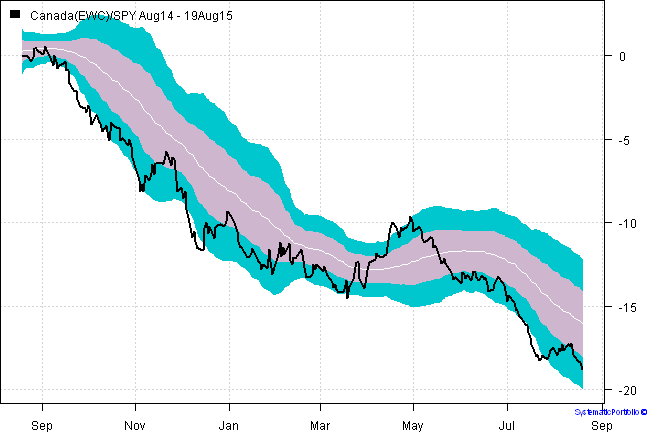 Canada(EWC)/SPY Aug14 - 19Aug15
0
-5
-10
-15
-20
Sep
Nov
Jan
Mar
May
Jul
Sep
SystematicPortfolio ©